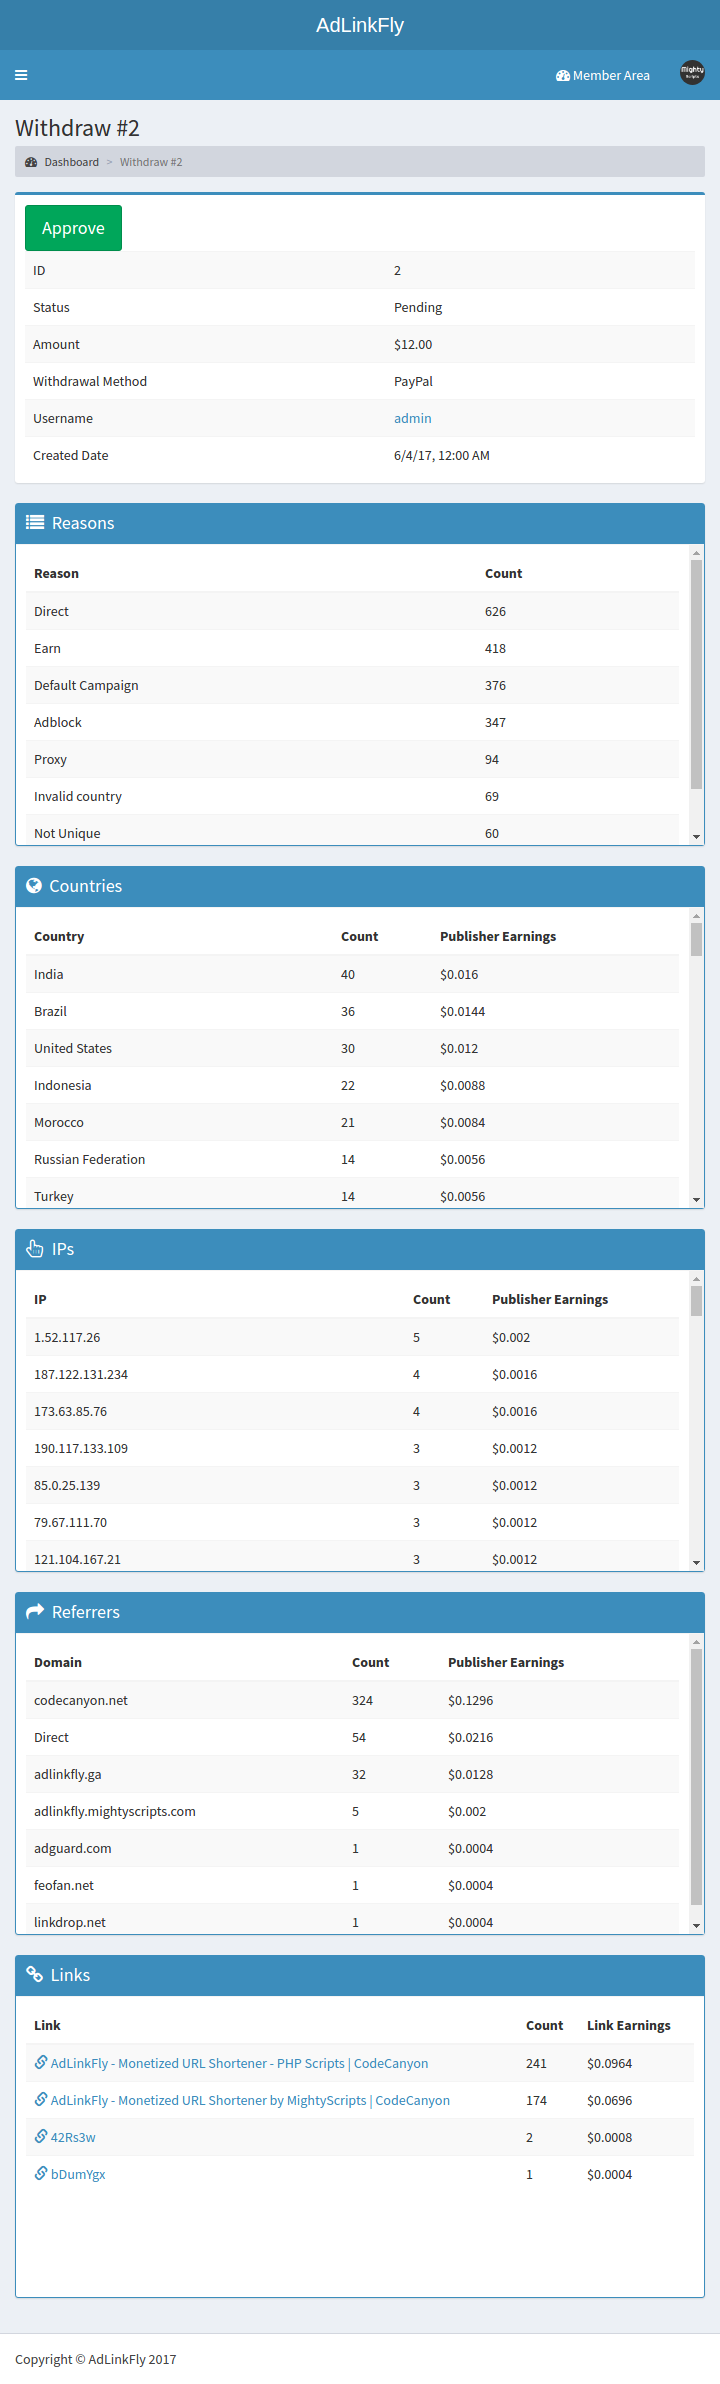 AdLinkFly
Member Area
Mighty
Scripts
Withdraw #2
Dashboard > Withdraw #2
Approve
ID 2
Status Pending
Amount $12.00
Withdrawal Method PayPal
Username admin
Created Date 6/4/17, 12:00 AM
Reasons
Reason Count
Direct 626
Earn 418
Default Campaign 376
Adblock 347
Proxy 94
Invalid country 69
Not Unique 60
Countries
Country Count Publisher Earnings
India 40 $0.016
Brazil 36 $0.0144
United States 30 $0.012
Indonesia 22 $0.0088
Morocco 21 $0.0084
Russian Federation 14 $0.0056
Turkey 14 $0.0056
IPs
IP Count Publisher Earnings
1.52.117.26 5 $0.002
187.122.131.234 4 $0.0016
173.63.85.76 4 $0.0016
190.117.133.109 3 $0.0012
85.0.25.139 3 $0.0012
79.67.111.70 3 $0.0012
121.104.167.21 3 $0.0012
Referrers
Domain Count Publisher Earnings
codecanyon.net 324 $0.1296
Direct 54 $0.0216
adlinkfly.ga 32 $0.0128
adlinkfly.mightyscripts.com 5 $0.002
adguard.com 1 $0.0004
feofan.net 1 $0.0004
linkdrop.net 1 $0.0004
Links
Link Count Link Earnings
AdLinkFly - Monetized URL Shortener - PHP Scripts | CodeCanyon 241 $0.0964
AdLinkFly - Monetized URL Shortener by MightyScripts | CodeCanyon 174 $0.0696
42Rs3w 2 $0.0008
bDumYgx 1 $0.0004
Copyright © AdLinkFly 2017